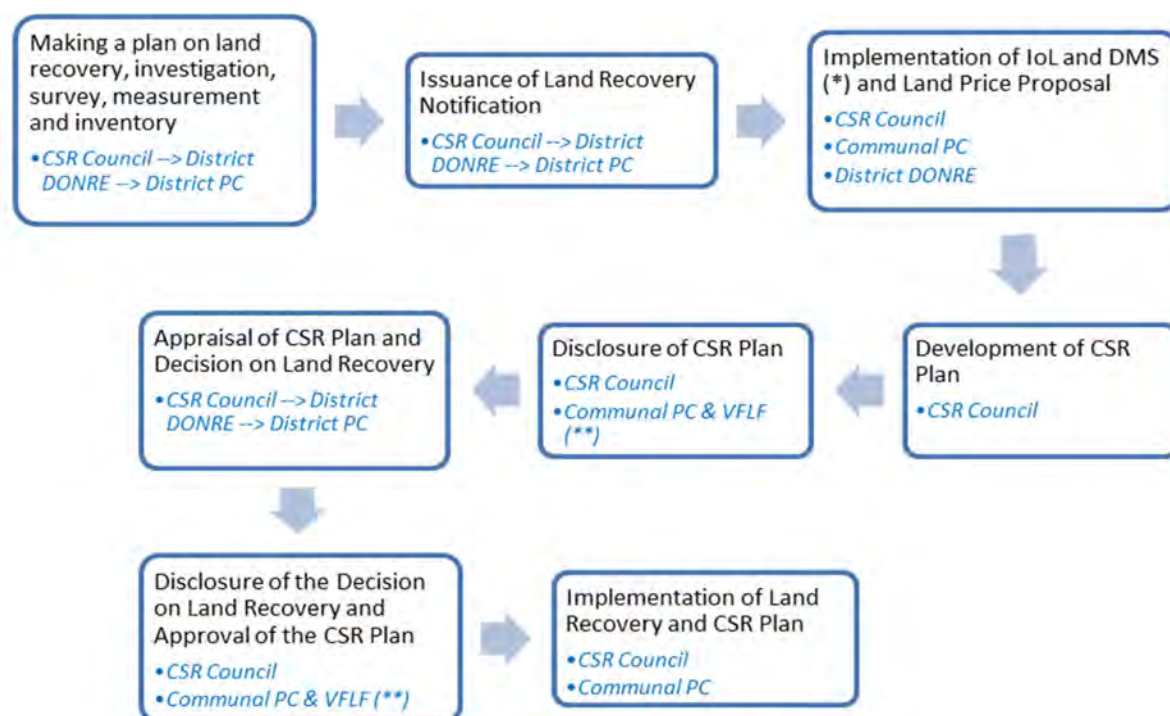 Making a plan on land
recovery, investigation,
survey, measurement
and inventory
•CSR Council --> District
DONRE --> District PC
Issuance of Land Recovery
Notification
•CSR Council --> District
DONRE --> District PC
Implementation of IoL and DMS
(*) and Land Price Proposal
•CSR Council
•Communal PC
•District DONRE
Development of CSR
Plan
•CSR Council
Disclosure of CSR Plan
•CSR Council
•Communal PC & VFLF
(**)
Appraisal of CSR Plan and
Decision on Land Recovery
•CSR Council --> District
DONRE --> District PC
Disclosure of the Decision
on Land Recovery and
Approval of the CSR Plan
•CSR Council
•Communal PC & VFLF (**)
Implementation of Land
Recovery and CSR Plan
•CSR Council
•Communal PC